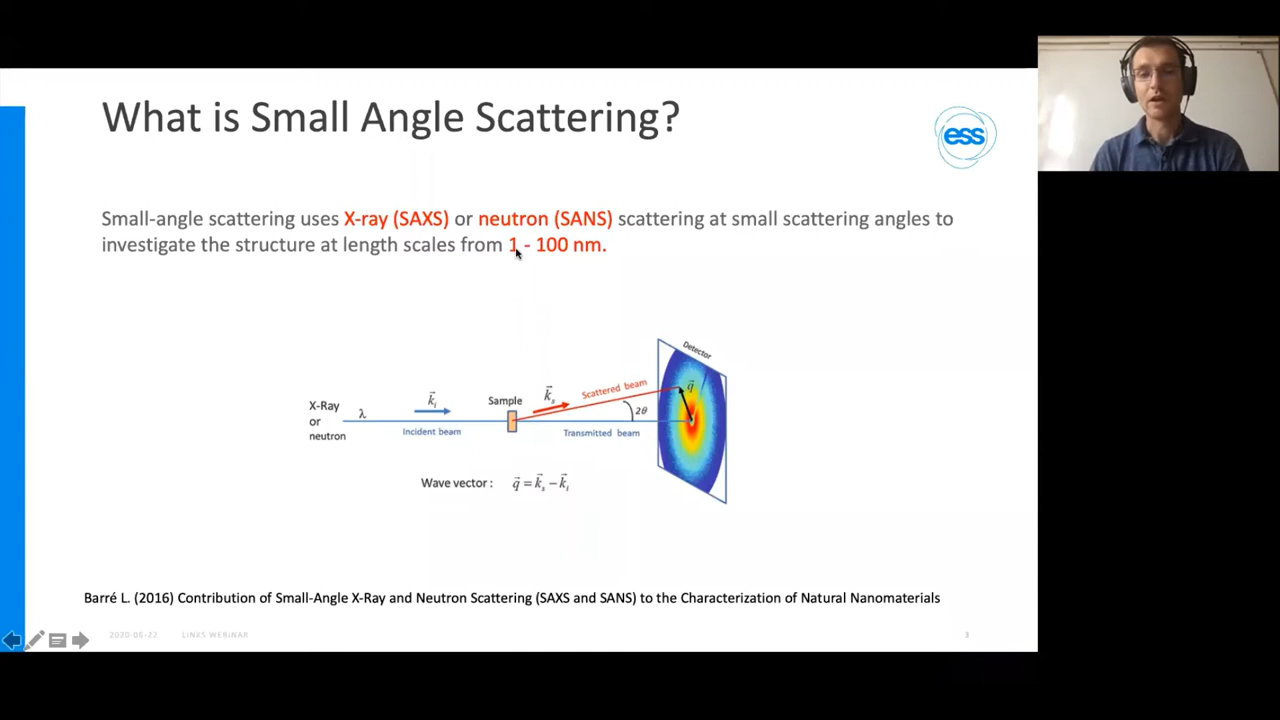 What is Small Angle Scattering?
ess
Small-angle scattering uses X-ray (SAXS) or neutron (SANS) scattering at small scattering angles to
investigate the structure at length scales from 1 - 100 nm.
Detector
q⃗
Scattered beam
k⃗ₛ
k⃗ᵢ
Sample
X-Ray
or
neutron
λ
2θ
Incident beam
Transmitted beam
Wave vector : q⃗ = k⃗ₛ − k⃗ᵢ
Barré L. (2016) Contribution of Small-Angle X-Ray and Neutron Scattering (SAXS and SANS) to the Characterization of Natural Nanomaterials
2020-06-22 LINXS WEBINAR 3